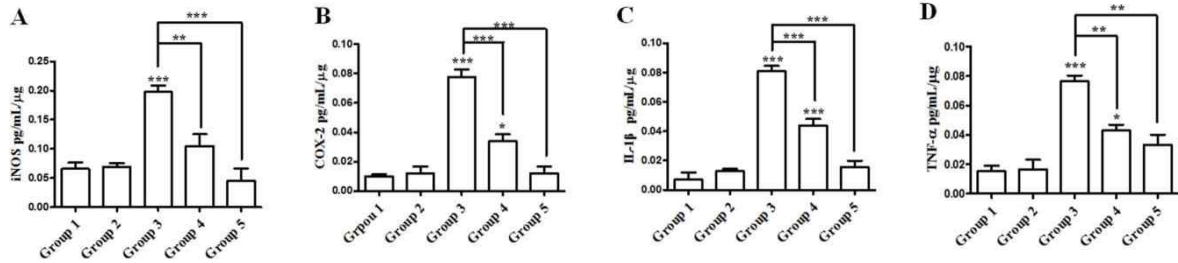 A
***
**
***
iNOS pg/mL/µg
0.25
0.20
0.15
0.10
0.05
0.00
Group 1
Group 2
Group 3
Group 4
Group 5
B
***
***
***
*
COX-2 pg/mL/µg
0.10
0.08
0.06
0.04
0.02
0.00
Grpou 1
Group 2
Group 3
Group 4
Group 5
C
***
***
***
***
IL-1β pg/mL/µg
0.10
0.08
0.06
0.04
0.02
0.00
Group 1
Group 2
Group 3
Group 4
Group 5
D
**
**
***
*
TNF-α pg/mL/µg
0.10
0.08
0.06
0.04
0.02
0.00
Group 1
Group 2
Group 3
Group 4
Group 5